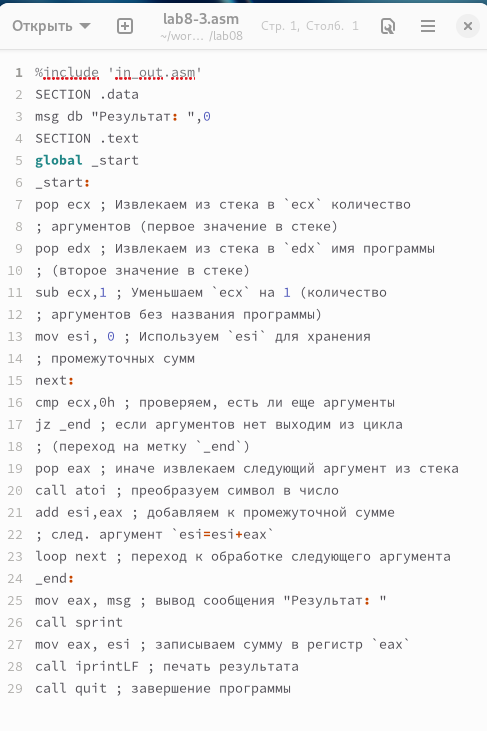 Открыть
lab8-3.asm
~/wor… /lab08
Стр. 1, Столб. 1
1 %include 'in_out.asm'
2 SECTION .data
3 msg db "Результат: ",0
4 SECTION .text
5 global _start
6 _start:
7 pop ecx ; Извлекаем из стека в `ecx` количество
8 ; аргументов (первое значение в стеке)
9 pop edx ; Извлекаем из стека в `edx` имя программы
10 ; (второе значение в стеке)
11 sub ecx,1 ; Уменьшаем `ecx` на 1 (количество
12 ; аргументов без названия программы)
13 mov esi, 0 ; Используем `esi` для хранения
14 ; промежуточных сумм
15 next:
16 cmp ecx,0h ; проверяем, есть ли еще аргументы
17 jz _end ; если аргументов нет выходим из цикла
18 ; (переход на метку `_end`)
19 pop eax ; иначе извлекаем следующий аргумент из стека
20 call atoi ; преобразуем символ в число
21 add esi,eax ; добавляем к промежуточной сумме
22 ; след. аргумент `esi=esi+eax`
23 loop next ; переход к обработке следующего аргумента
24 _end:
25 mov eax, msg ; вывод сообщения "Результат: "
26 call sprint
27 mov eax, esi ; записываем сумму в регистр `eax`
28 call iprintLF ; печать результата
29 call quit ; завершение программы